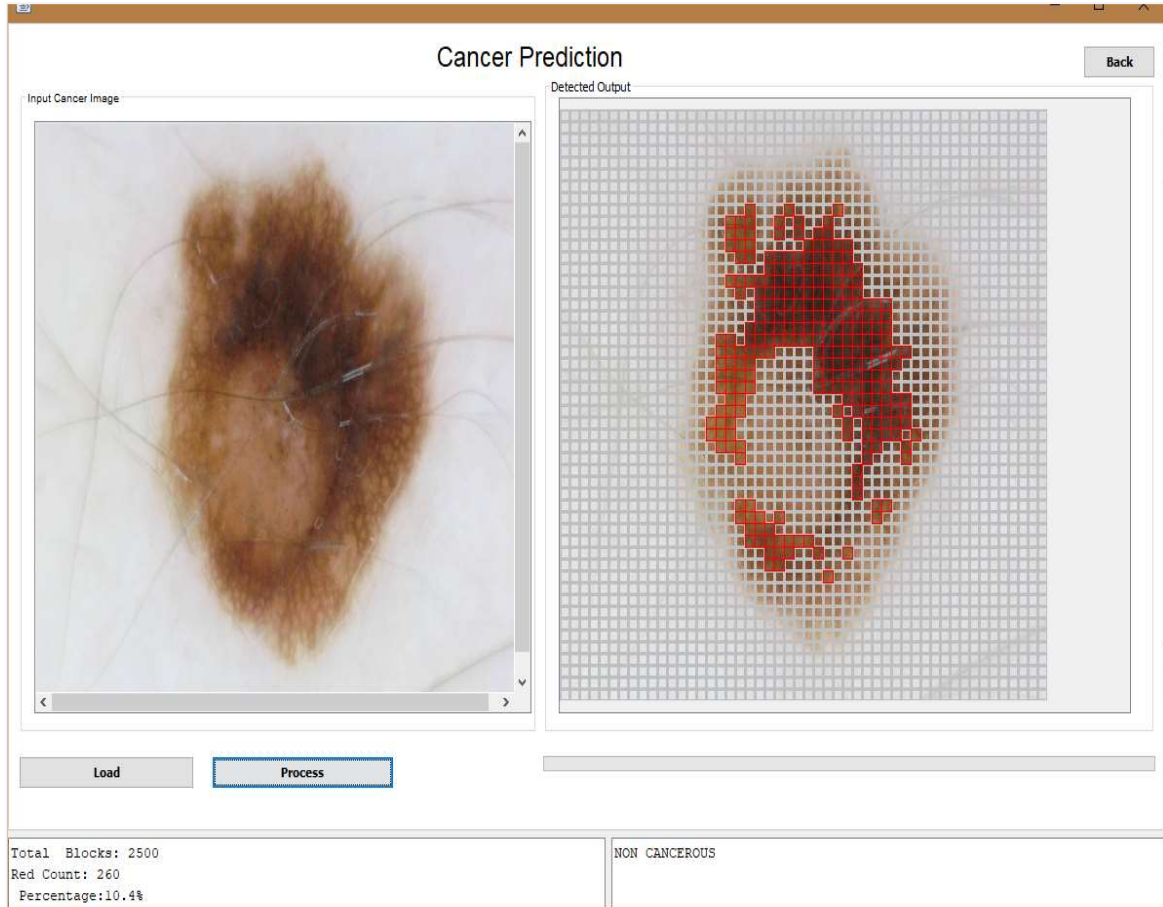 Cancer Prediction
Back
Input Cancer Image
Detected Output
Load
Process
Total  Blocks: 2500
Red Count: 260
Percentage:10.4%
NON CANCEROUS